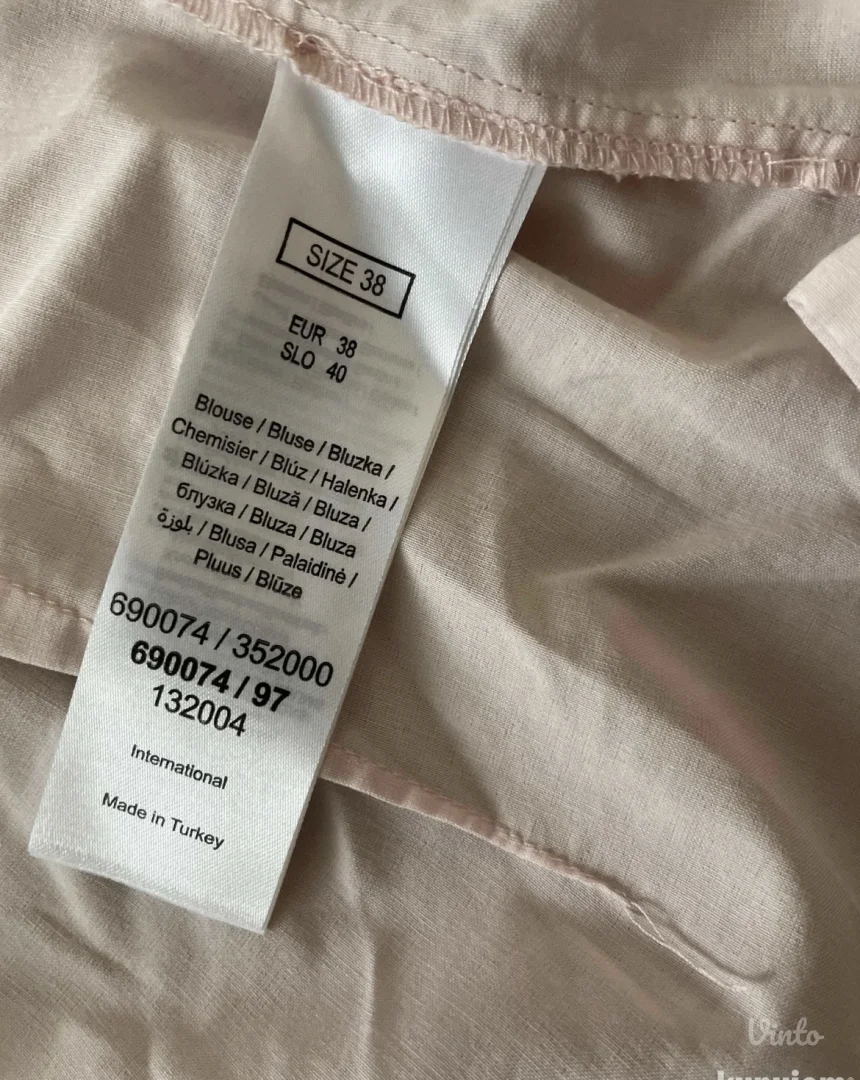 SIZE 38
EUR 38
SLO 40
Blouse / Bluse / Bluzka /
Chemisier / Blúz / Halenka /
Blúzka / Bluză / Bluza /
блузка / Bluza / Bluza
بلوزة / Blusa / Palaidinė /
Pluus / Blūze
690074 / 352000
690074 / 97
132004
International
Made in Turkey
Vinto